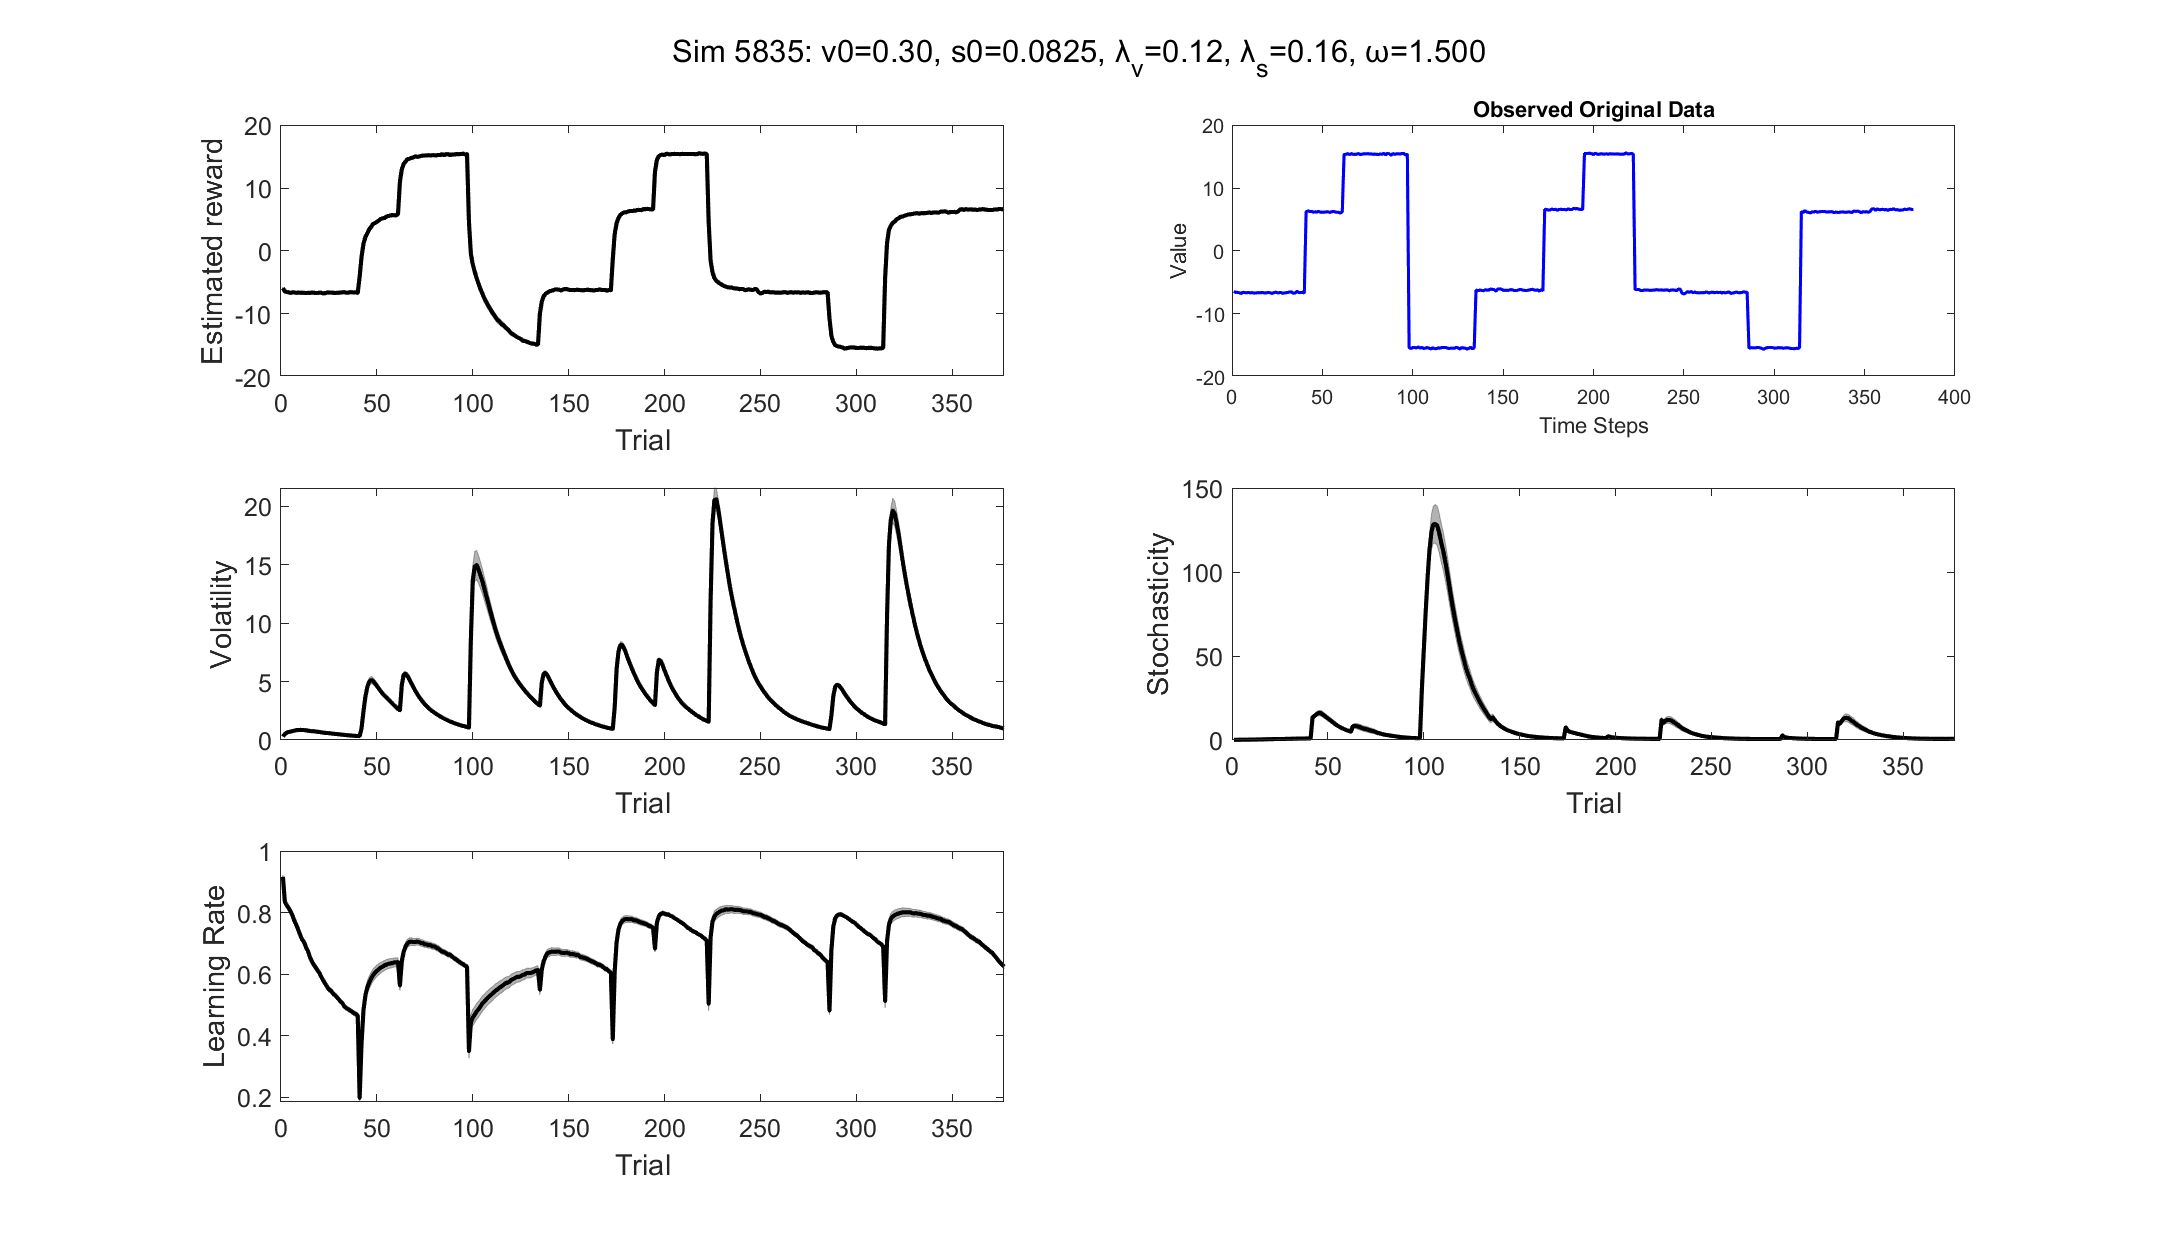 Sim 5835: v0=0.30, s0=0.0825, λ_v=0.12, λ_s=0.16, ω=1.500
20
10
0
-10
-20
Estimated reward
0 50 100 150 200 250 300 350
Trial
Observed Original Data
20
10
0
-10
-20
Value
0 50 100 150 200 250 300 350 400
Time Steps
20
15
10
5
0
Volatility
0 50 100 150 200 250 300 350
Trial
150
100
50
0
Stochasticity
0 50 100 150 200 250 300 350
Trial
1
0.8
0.6
0.4
0.2
Learning Rate
0 50 100 150 200 250 300 350
Trial